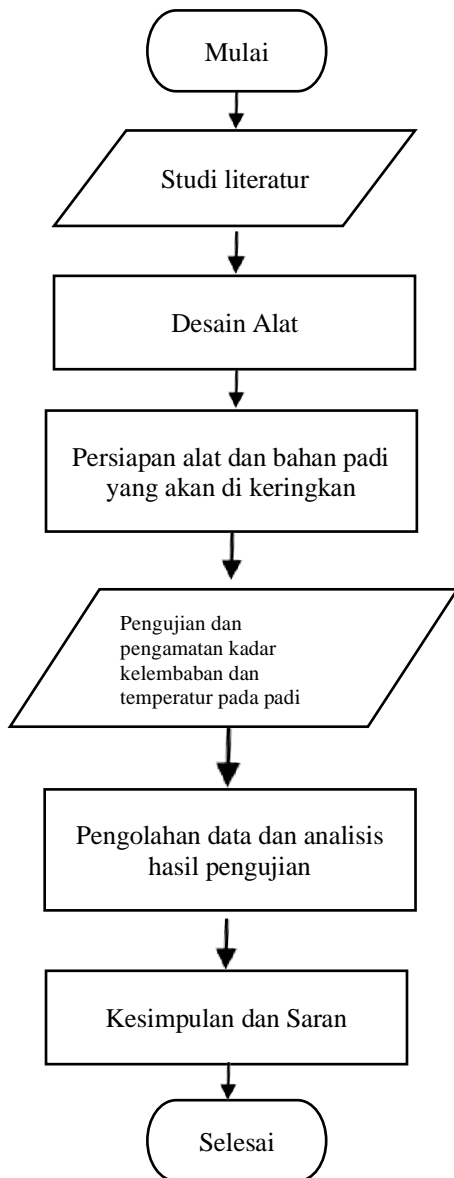 Mulai
Studi literatur
Desain Alat
Persiapan alat dan bahan padi
yang akan di keringkan
Pengujian dan
pengamatan kadar
kelembaban dan
temperatur pada padi
Pengolahan data dan analisis
hasil pengujian
Kesimpulan dan Saran
Selesai